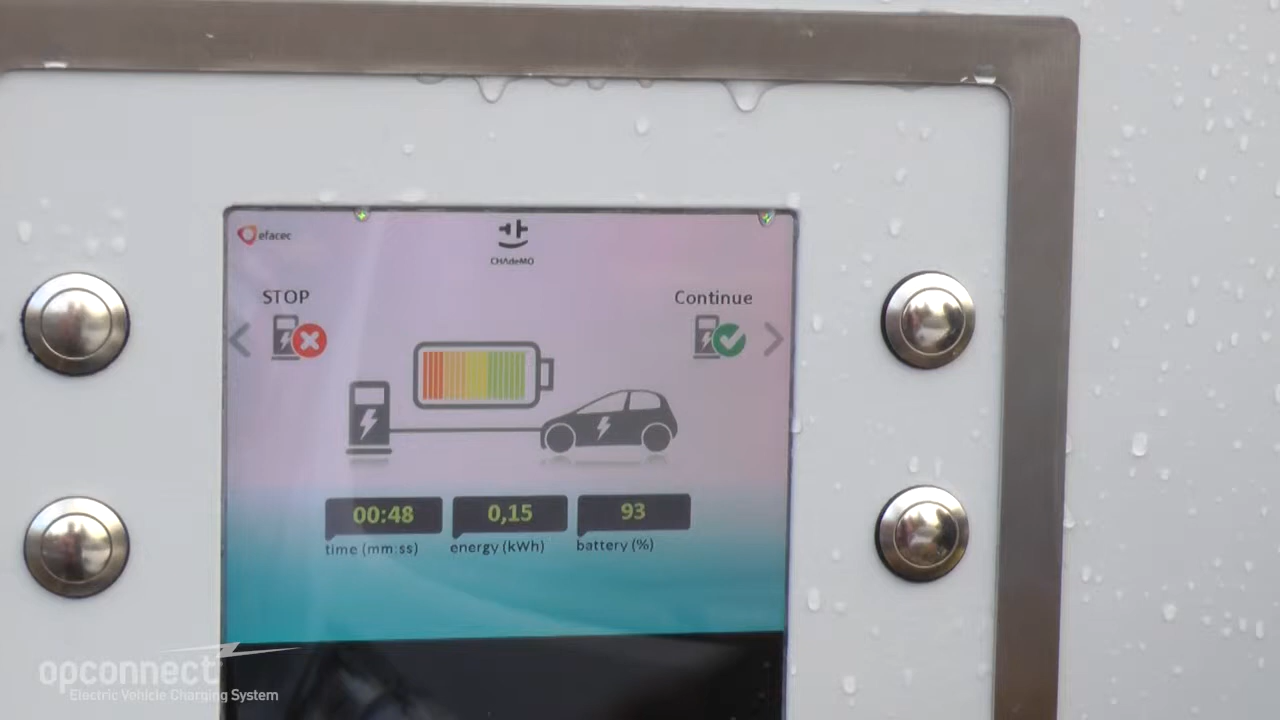 efacec
CHAdeMO
STOP
Continue
00:48
0,15
93
time (mm:ss)
energy (kWh)
battery (%)
opconnect
Electric Vehicle Charging System